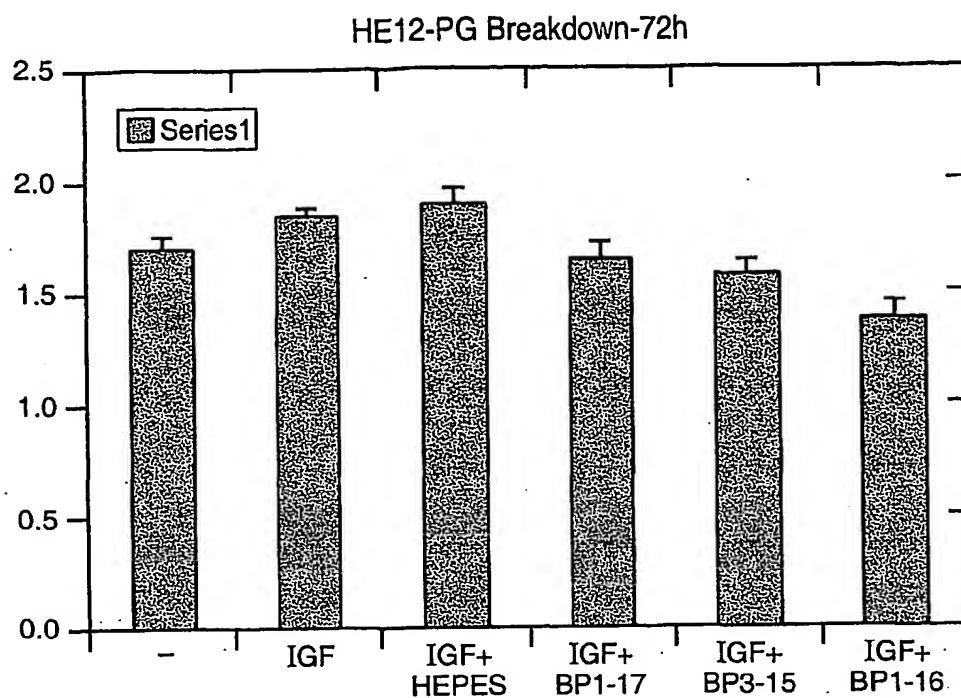 HE12-PG Breakdown-72h
2.5
Series1
2.0
1.5
1.0
0.5
0.0
–
IGF
IGF+
HEPES
IGF+
BP1-17
IGF+
BP3-15
IGF+
BP1-16